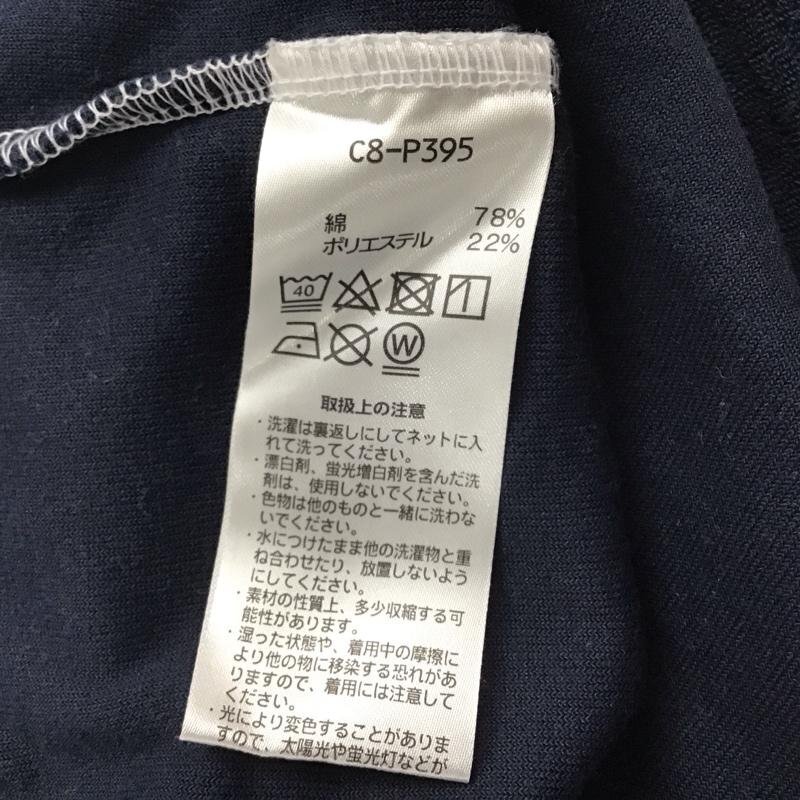 C8-P395
綿 78%
ポリエステル 22%
40
W
取扱上の注意
・洗濯は裏返しにしてネットに入
れて洗ってください。
・漂白剤、蛍光増白剤を含んだ洗
剤は、使用しないでください。
・色物は他のものと一緒に洗わな
いでください。
・水につけたまま他の洗濯物と重
ね合わせたり、放置しないよう
にしてください。
・素材の性質上、多少収縮する可
能性があります。
・湿った状態や、着用中の摩擦に
より他の物に移染する恐れがあ
りますので、着用には注意して
ください。
・光により変色することがありま
すので、太陽光や蛍光灯などが